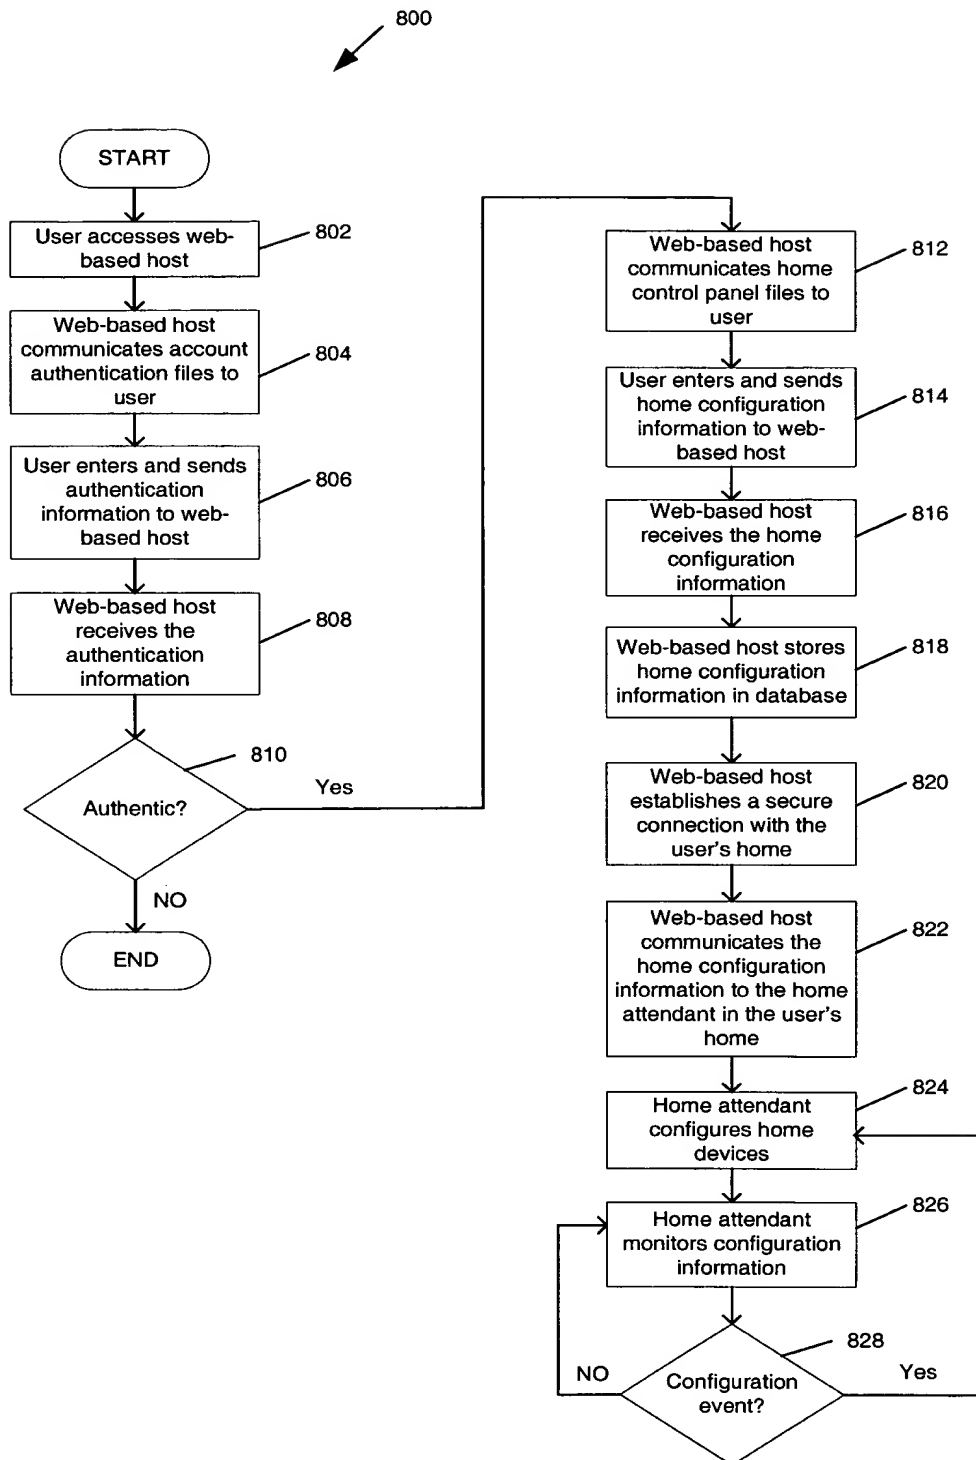 800
START
User accesses web-
based host
802
Web-based host
communicates account
authentication files to
user
804
User enters and sends
authentication
information to web-
based host
806
Web-based host
receives the
authentication
information
808
810
Authentic?
Yes
NO
END
Web-based host
communicates home
control panel files to
user
812
User enters and sends
home configuration
information to web-
based host
814
Web-based host
receives the home
configuration
information
816
Web-based host stores
home configuration
information in database
818
Web-based host
establishes a secure
connection with the
user's home
820
Web-based host
communicates the
home configuration
information to the home
attendant in the user's
home
822
Home attendant
configures home
devices
824
Home attendant
monitors configuration
information
826
828
NO
Configuration
event?
Yes